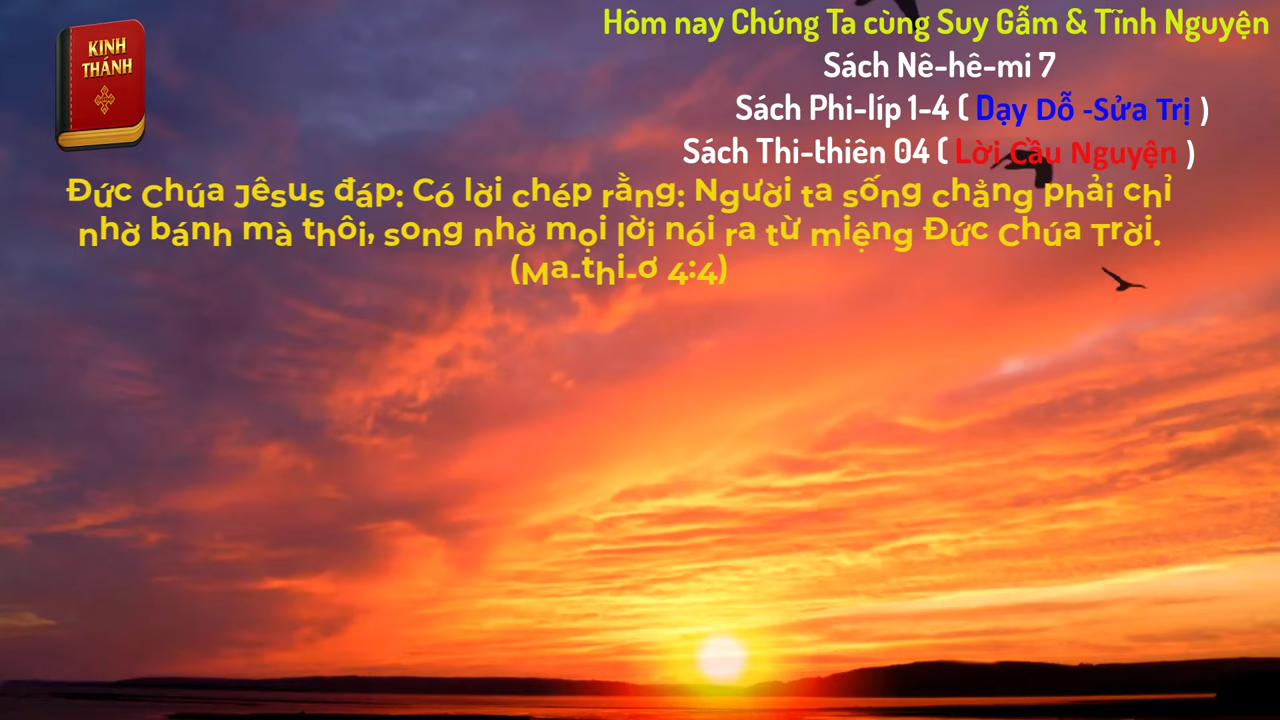 KINH
THÁNH
Hôm nay Chúng Ta cùng Suy Gẫm & Tĩnh Nguyện
Sách Nê-hê-mi 7
Sách Phi-líp 1-4 ( Dạy Dỗ -Sửa Trị )
Sách Thi-thiên 04 ( Lời Cầu Nguyện )
Đức Chúa Jêsus đáp: Có lời chép rằng: Người ta sống chẳng phải chỉ
nhờ bánh mà thôi, song nhờ mọi lời nói ra từ miệng Đức Chúa Trời.
(Ma-thi-ơ 4:4)